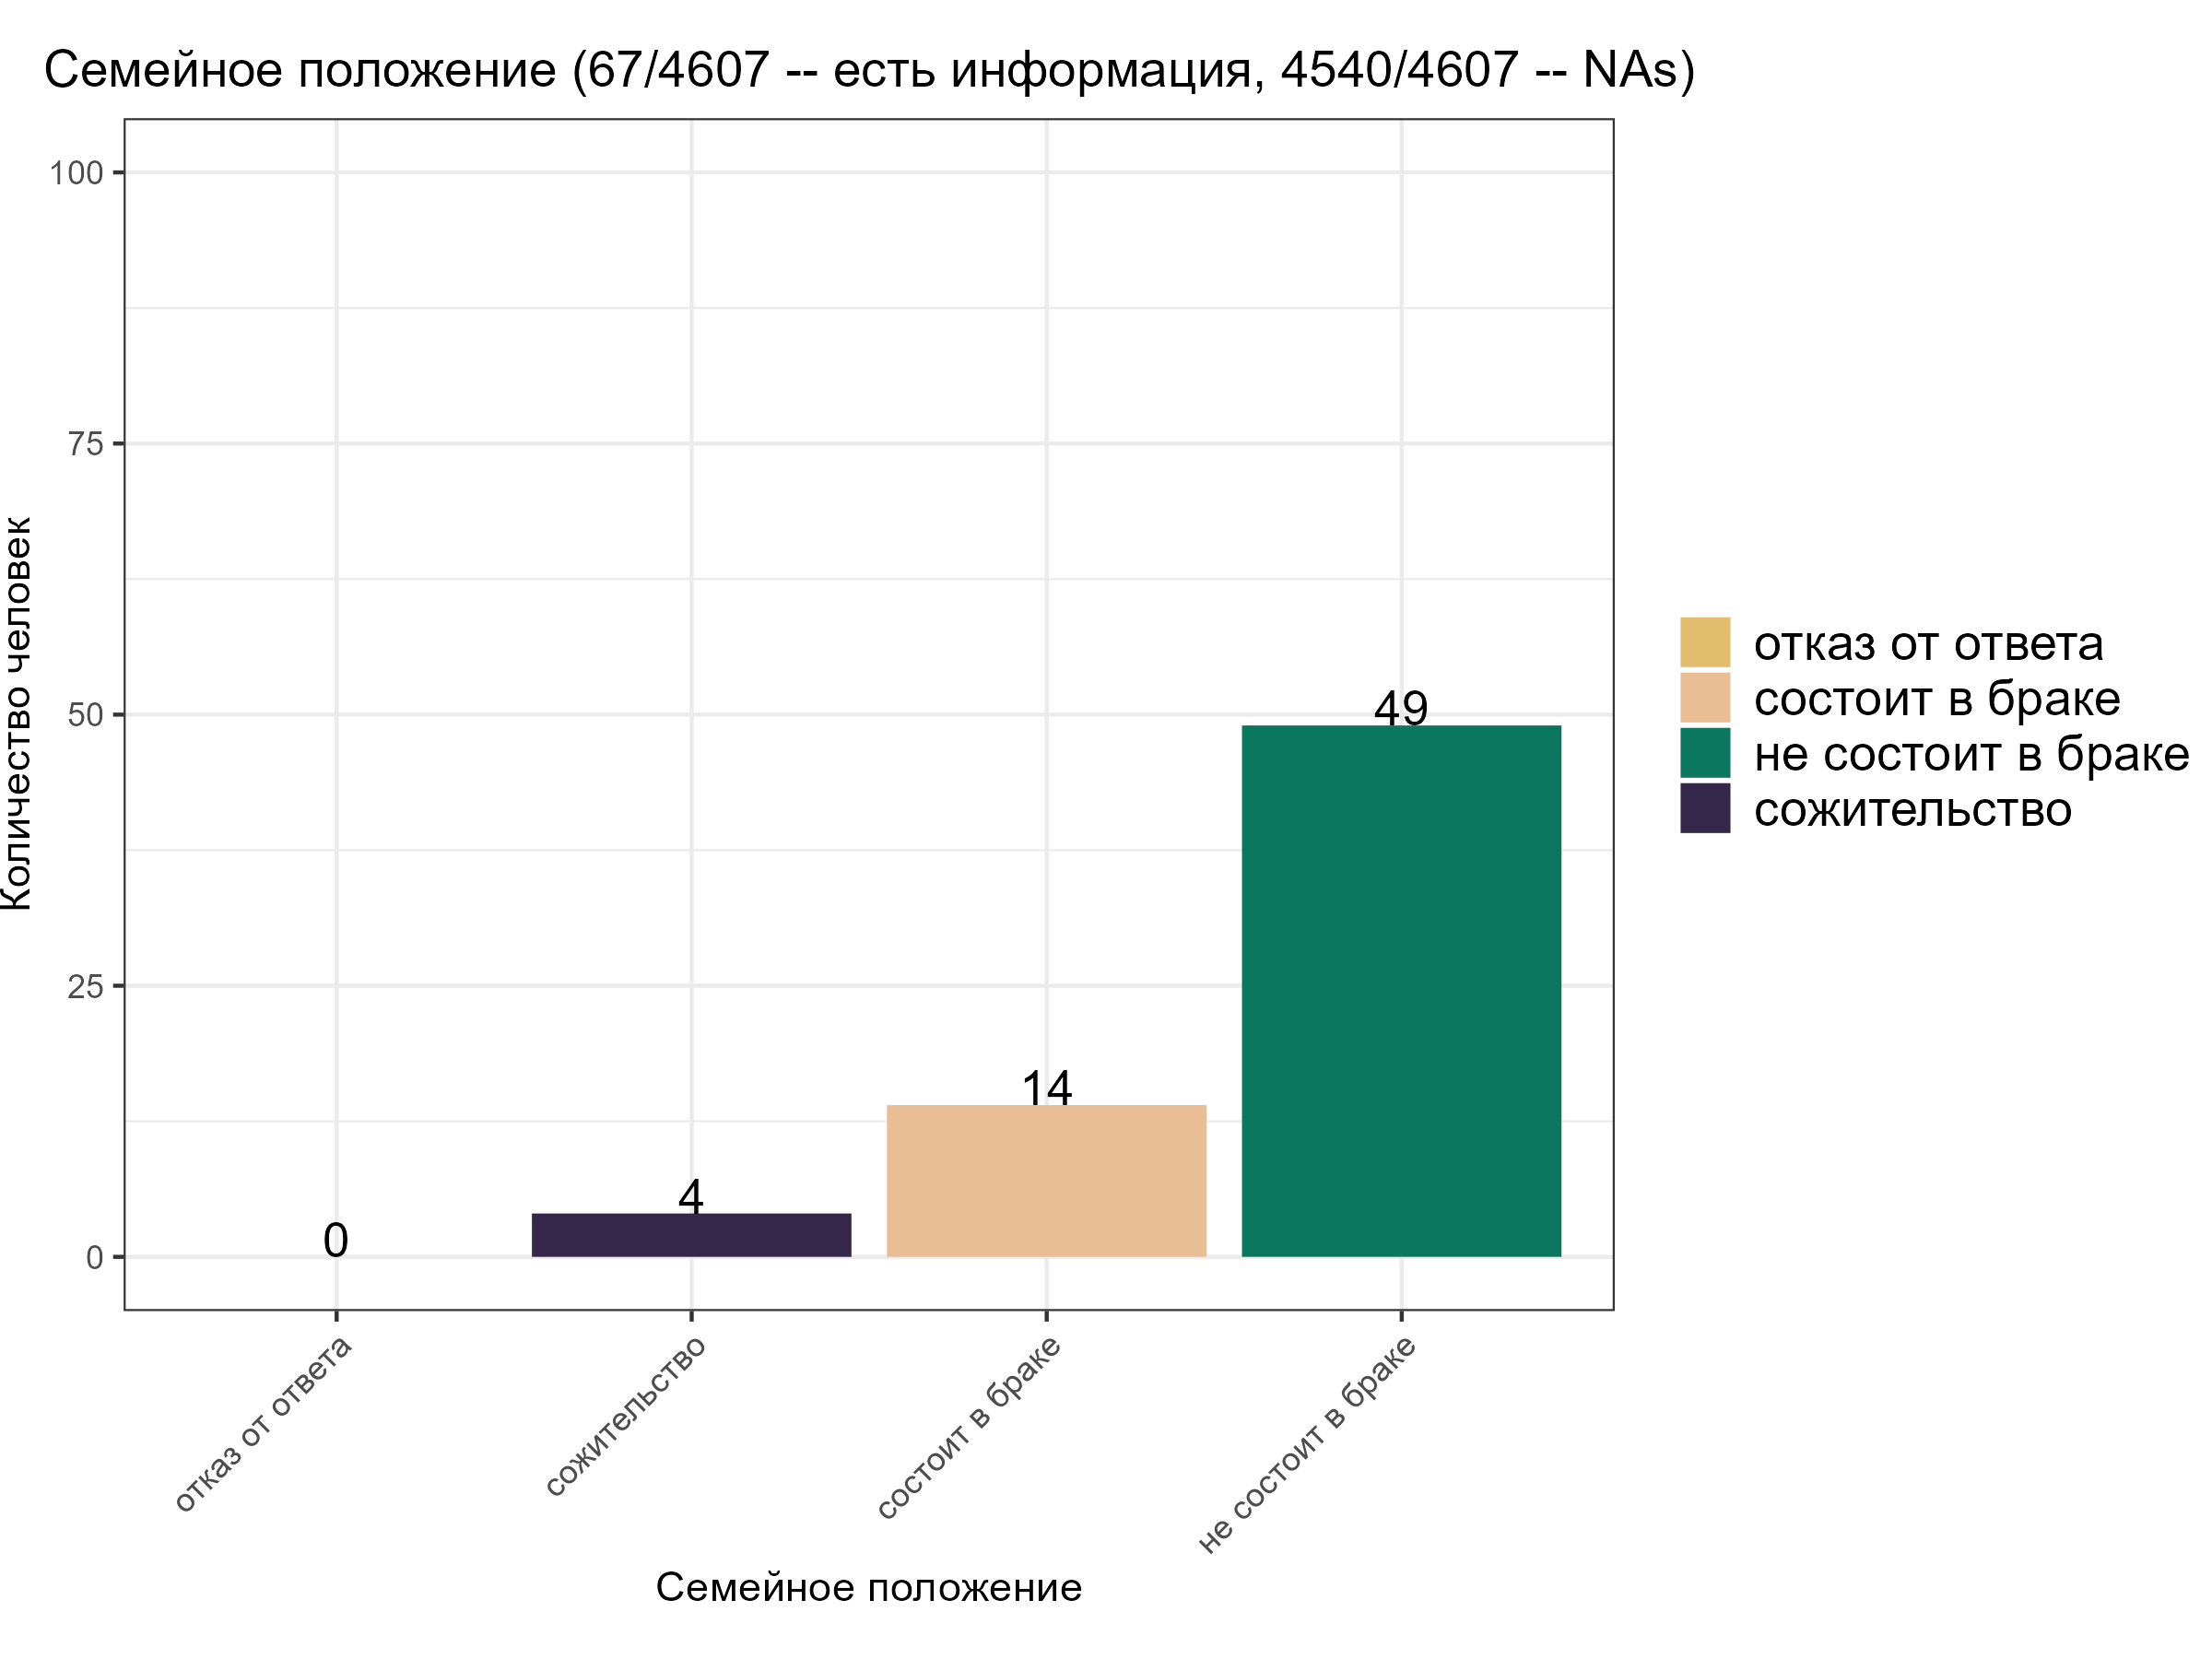 Семейное положение (67/4607 -- есть информация, 4540/4607 -- NAs)
Количество человек
100
75
50
25
0
0
4
14
49
отказ от ответа
сожительство
состоит в браке
не состоит в браке
Семейное положение
отказ от ответа
состоит в браке
не состоит в браке
сожительство